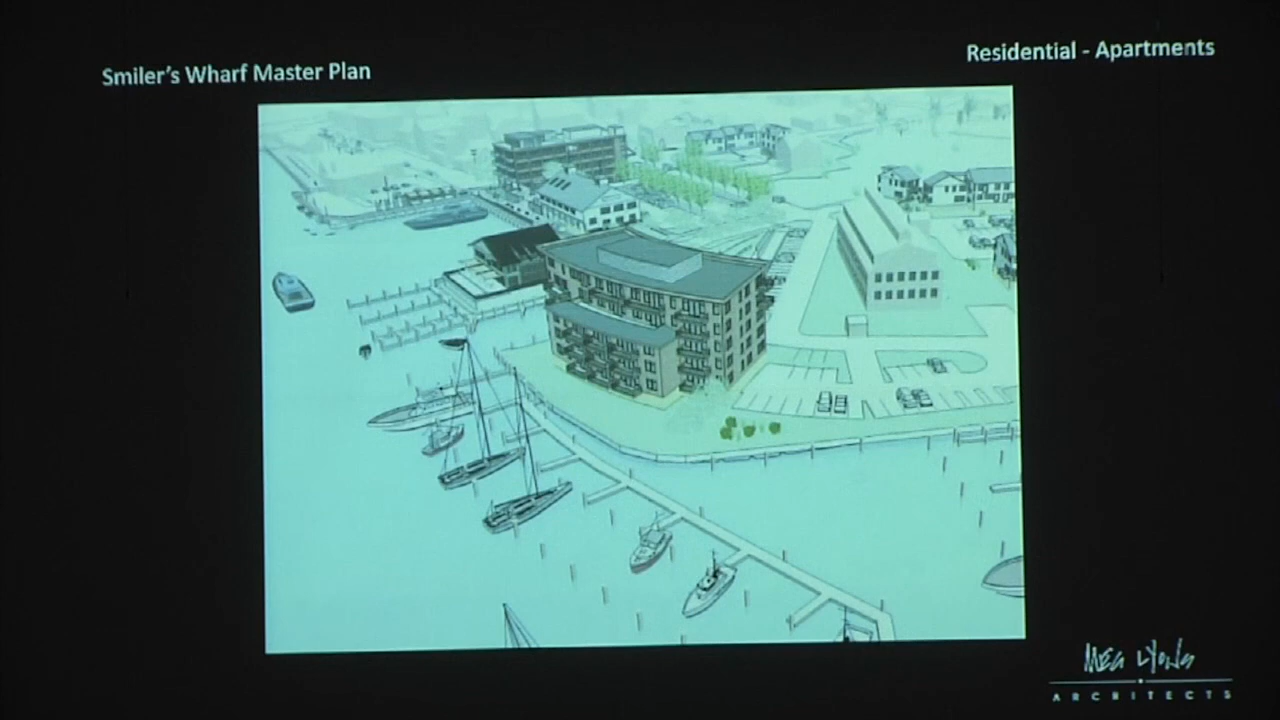 Smiler's Wharf Master Plan
Residential - Apartments
MEG LYONS
ARCHITECTS